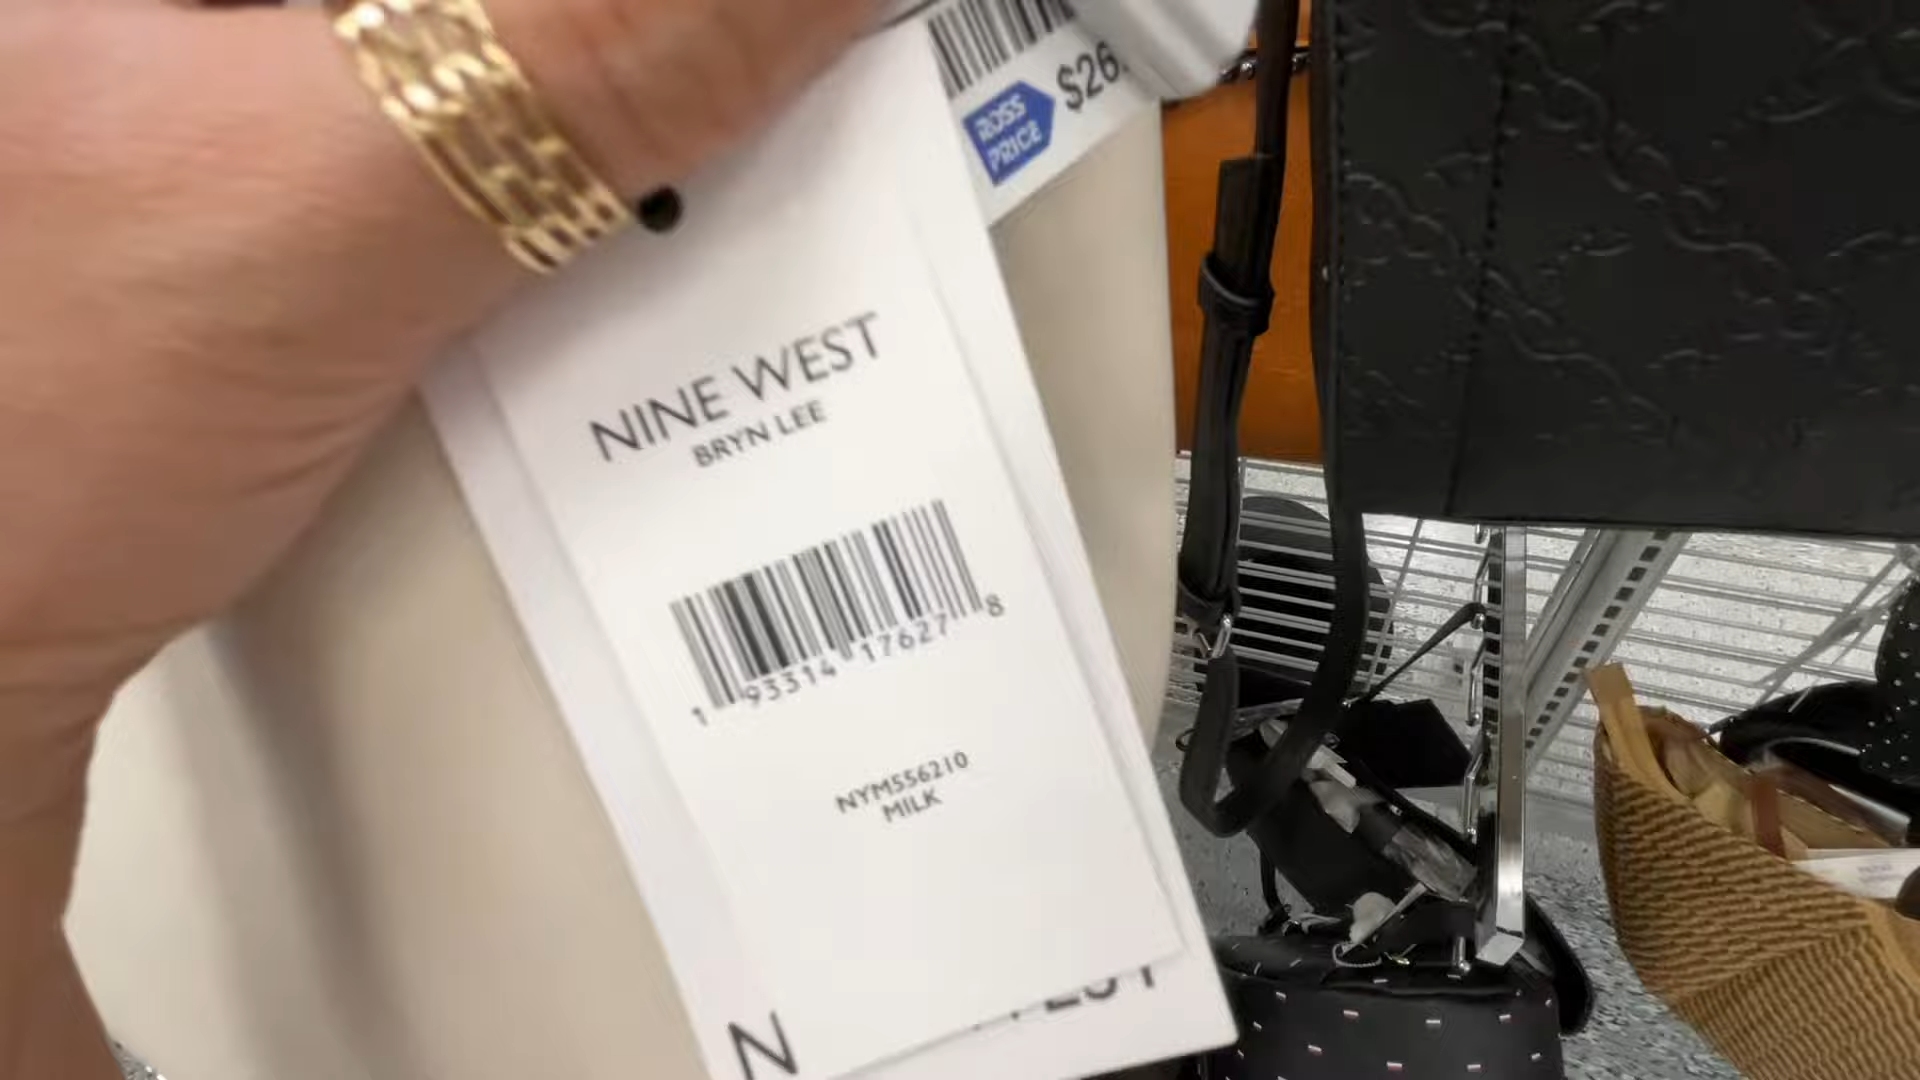 $26.
ROSS
PRICE
NINE WEST
BRYN LEE
1 93314 17627 8
NYM556210
MILK
N